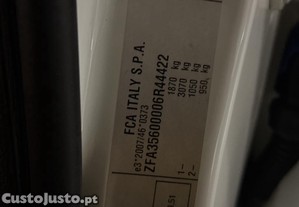 FCA ITALY S.P.A.
e3*2007/46*0373
ZFA35600006R44422
1870 kg
3070 kg
1- 1050 kg
2- 950, kg
CustoJusto.pt